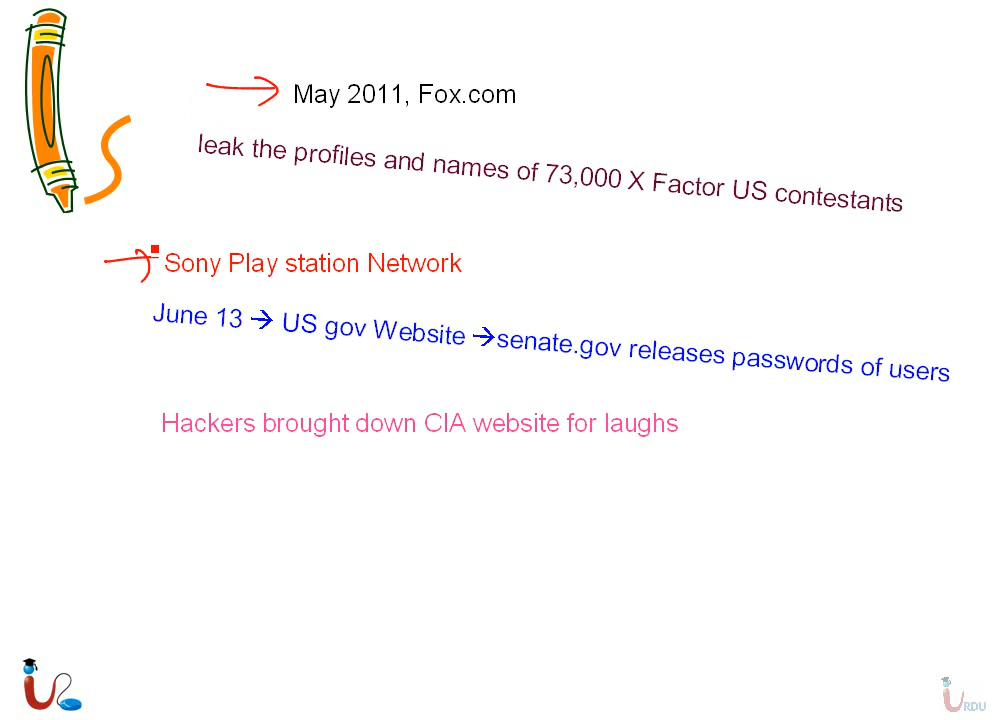 May 2011, Fox.com
leak the profiles and names of 73,000 X Factor US contestants
Sony Play station Network
June 13 → US gov Website →senate.gov releases passwords of users
Hackers brought down CIA website for laughs
URDU